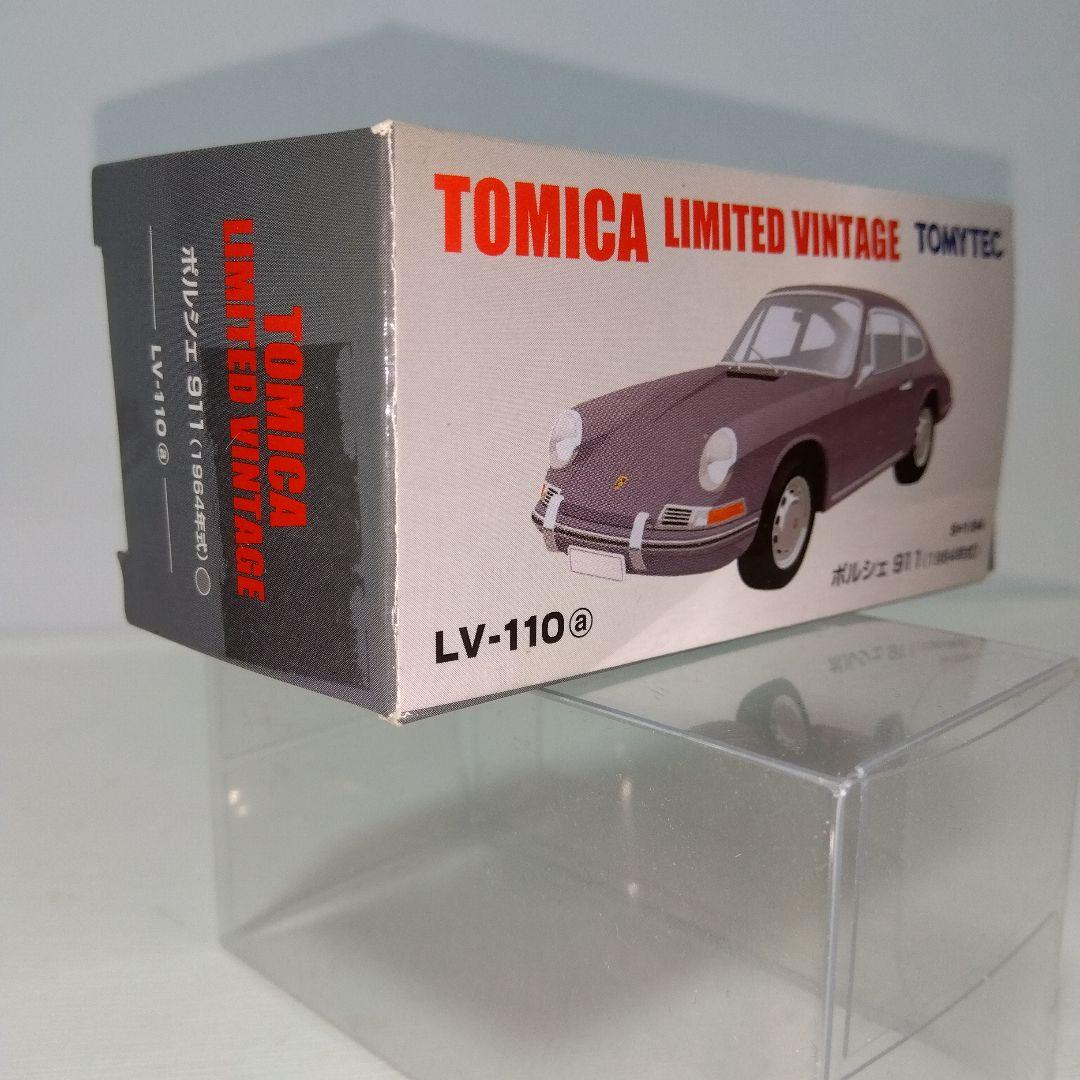 TOMICA LIMITED VINTAGE TOMYTEC
ポルシェ 911(1964年式)
LV-110ⓐ
TOMICA
LIMITED VINTAGE
ポルシェ 911(1964年式)
LV-110ⓐ